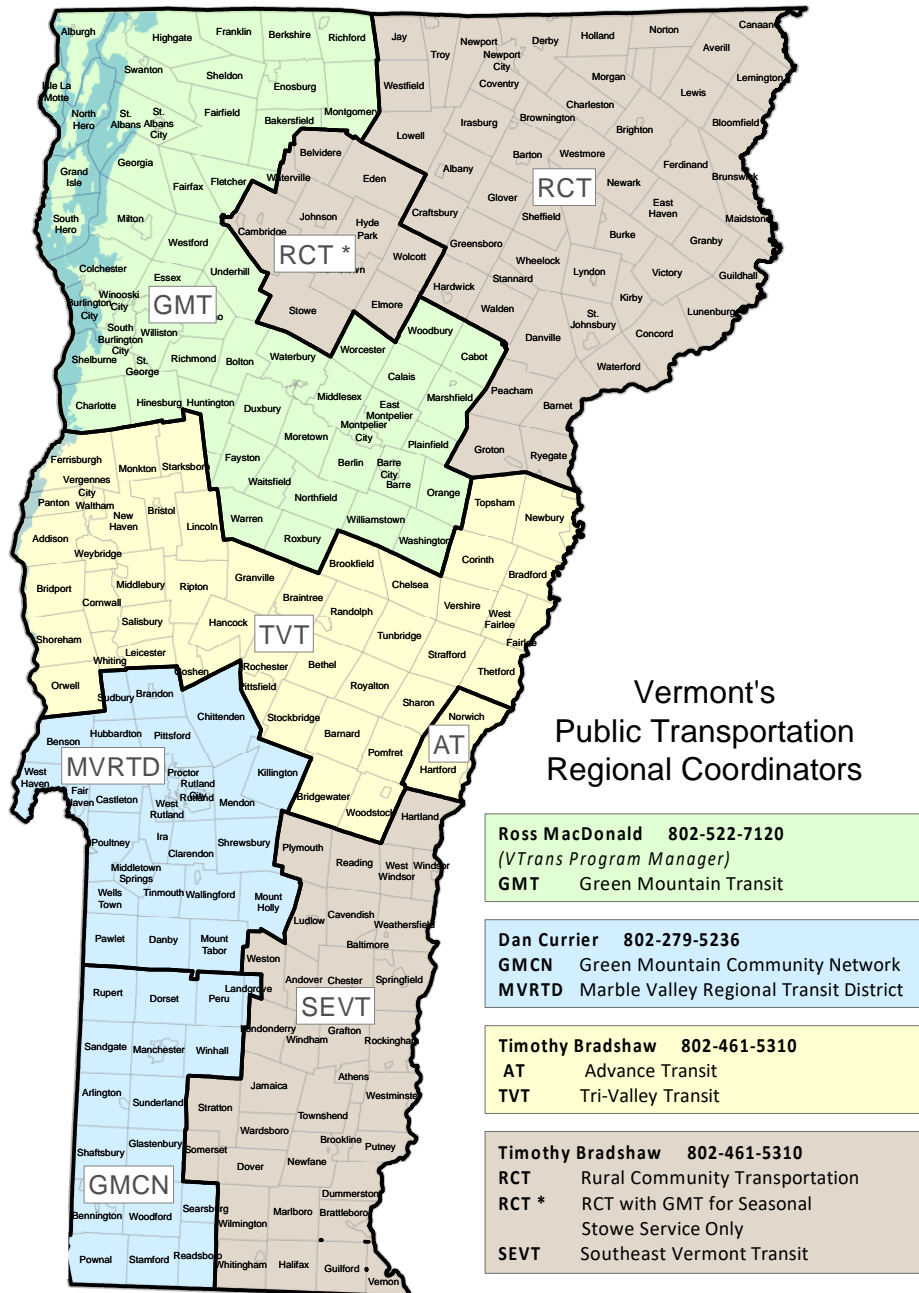 Alburgh
Highgate
Franklin
Berkshire
Richford
Jay
Troy
Newport
Newport
City
Derby
Holland
Norton
Canaan
Averill
Swanton
Sheldon
Enosburg
Westfield
Coventry
Morgan
Lewis
Lemington
Isle La
Motte
North
Hero
St.
Albans
St.
Albans
City
Fairfield
Bakersfield
Montgomery
Lowell
Irasburg
Charleston
Brownington
Brighton
Bloomfield
Grand
Isle
Georgia
Fairfax
Fletcher
Waterville
Belvidere
Eden
Albany
Barton
Westmore
RCT
Newark
Ferdinand
Brunswick
South
Hero
Milton
Westford
Cambridge
Johnson
Hyde
Park
Craftsbury
Glover
Sheffield
East
Haven
Maidstone
Colchester
Essex
Underhill
RCT *
Wolcott
Greensboro
Wheelock
Burke
Granby
Winooski
City
Burlington
City
GMT
Stowe
Elmore
Hardwick
Stannard
Lyndon
Victory
Guildhall
South
Burlington
City
Williston
Woodbury
Walden
Kirby
Lunenburg
Shelburne
St.
George
Richmond
Bolton
Waterbury
Worcester
Cabot
Danville
St.
Johnsbury
Concord
Charlotte
Hinesburg
Huntington
Duxbury
Middlesex
Calais
East
Montpelier
Marshfield
Peacham
Waterford
Barnet
Montpelier
City
Moretown
Plainfield
Groton
Ryegate
Ferrisburgh
Monkton
Starksboro
Fayston
Berlin
Barre
City
Barre
Vergennes
City
Panton
Waltham
New
Haven
Bristol
Lincoln
Waitsfield
Northfield
Orange
Topsham
Newbury
Addison
Weybridge
Warren
Roxbury
Williamstown
Washington
Corinth
Bradford
Bridport
Middlebury
Ripton
Granville
Brookfield
Chelsea
Cornwall
Salisbury
Hancock
Braintree
Randolph
Vershire
West
Fairlee
Fairlee
Shoreham
Whiting
Leicester
Goshen
TVT
Rochester
Bethel
Tunbridge
Strafford
Thetford
Orwell
Sudbury
Brandon
Pittsfield
Royalton
Sharon
Chittenden
Stockbridge
Norwich
Benson
Hubbardton
Pittsford
Barnard
Pomfret
AT
Hartford
MVRTD
West
Haven
Fair
Haven
Castleton
Proctor
Rutland
City
West
Rutland
Rutland
Mendon
Killington
Bridgewater
Woodstock
Hartland
Poultney
Ira
Clarendon
Shrewsbury
Plymouth
Reading
West
Windsor
Windsor
Middletown
Springs
Wells
Town
Tinmouth
Wallingford
Mount
Holly
Ludlow
Cavendish
Weathersfield
Pawlet
Danby
Mount
Tabor
Baltimore
Weston
Andover
Chester
Springfield
Rupert
Dorset
Peru
Landgrove
SEVT
Londonderry
Windham
Grafton
Rockingham
Sandgate
Manchester
Winhall
Jamaica
Athens
Westminster
Arlington
Sunderland
Stratton
Townshend
Wardsboro
Brookline
Putney
Shaftsbury
Glastenbury
Somerset
Dover
Newfane
GMCN
Dummerston
Bennington
Woodford
Searsburg
Wilmington
Marlboro
Brattleboro
Pownal
Stamford
Readsboro
Whitingham
Halifax
Guilford
Vernon
Vermont's
Public Transportation
Regional Coordinators
Ross MacDonald 802-522-7120
(VTrans Program Manager)
GMT Green Mountain Transit
Dan Currier 802-279-5236
GMCN Green Mountain Community Network
MVRTD Marble Valley Regional Transit District
Timothy Bradshaw 802-461-5310
AT Advance Transit
TVT Tri-Valley Transit
Timothy Bradshaw 802-461-5310
RCT Rural Community Transportation
RCT * RCT with GMT for Seasonal
Stowe Service Only
SEVT Southeast Vermont Transit